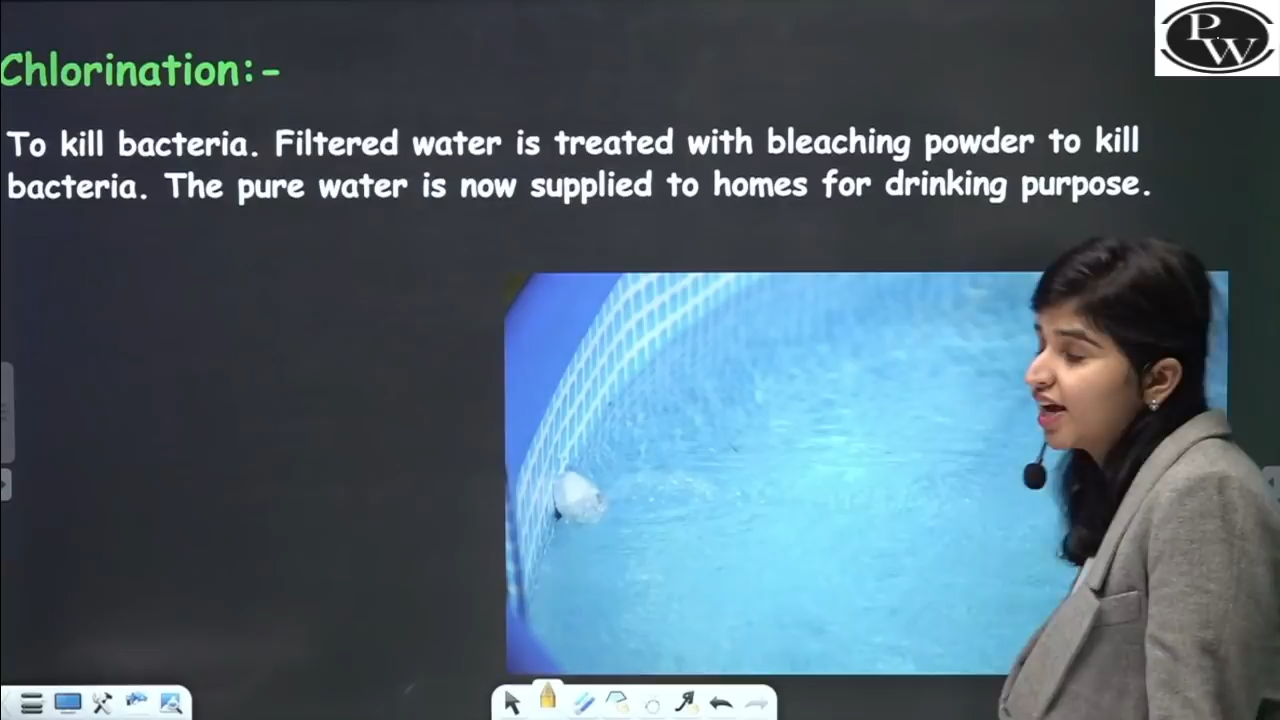 PW
Chlorination:-
To kill bacteria. Filtered water is treated with bleaching powder to kill
bacteria. The pure water is now supplied to homes for drinking purpose.